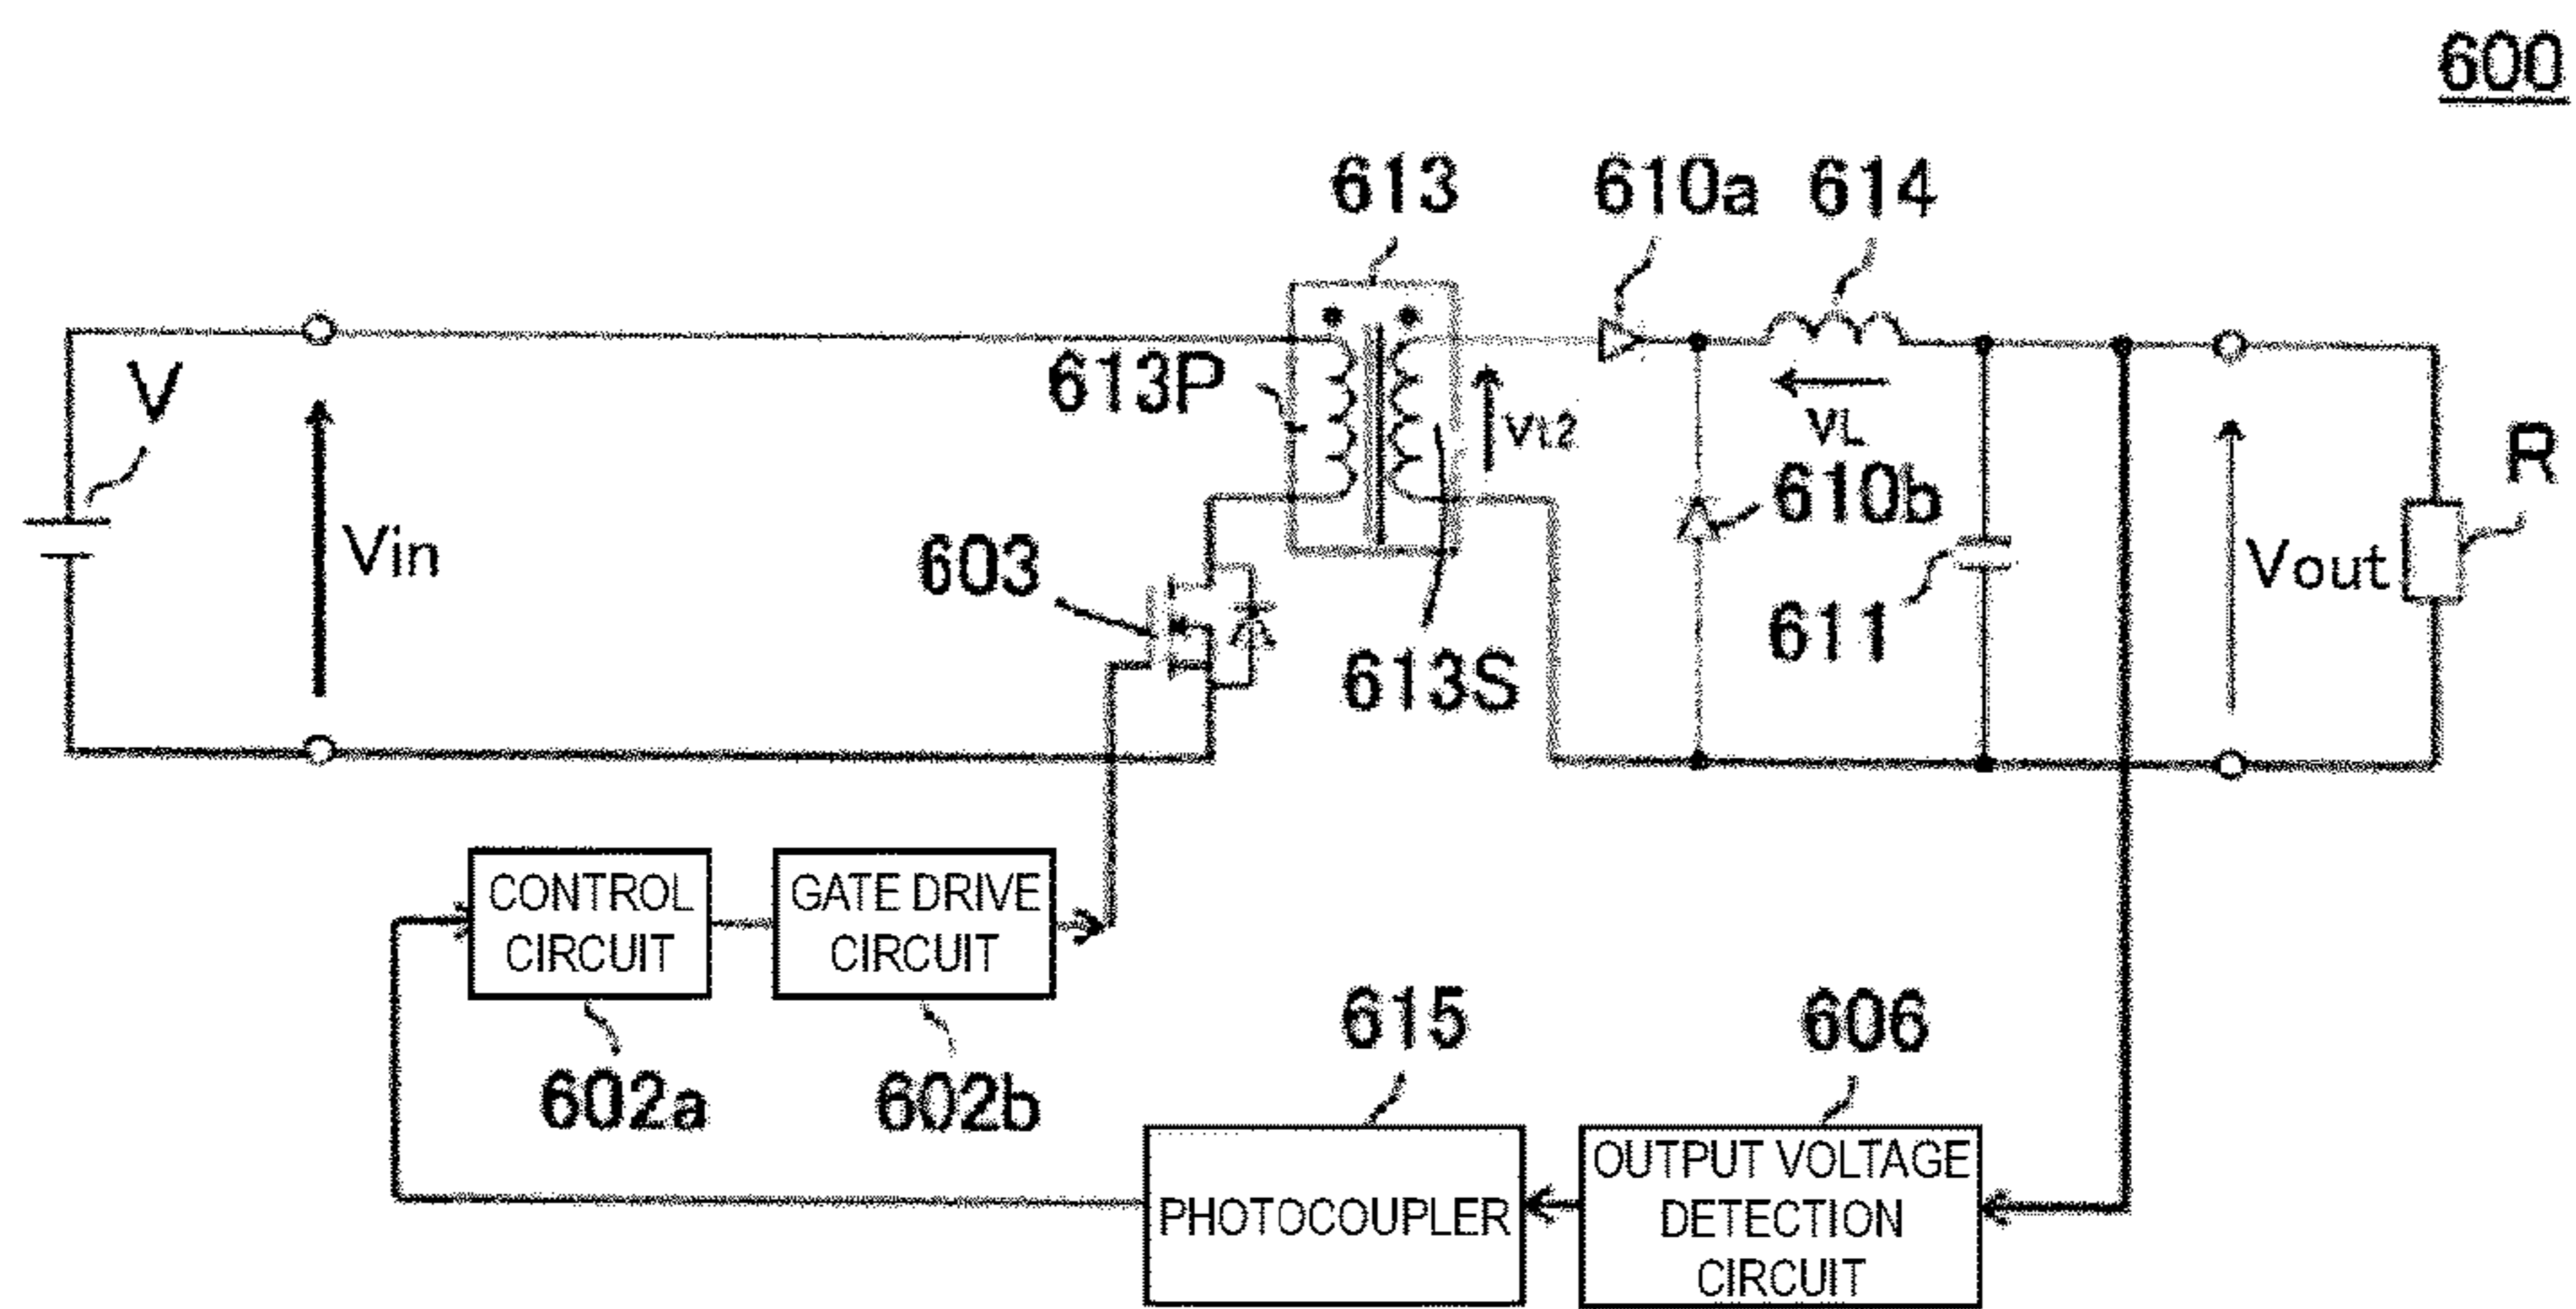 600
613
610a
614
613P
V
Vin
Vt2
VL
610b
R
603
Vout
611
613S
CONTROL
CIRCUIT
GATE DRIVE
CIRCUIT
602a
602b
615
606
PHOTOCOUPLER
OUTPUT VOLTAGE
DETECTION
CIRCUIT